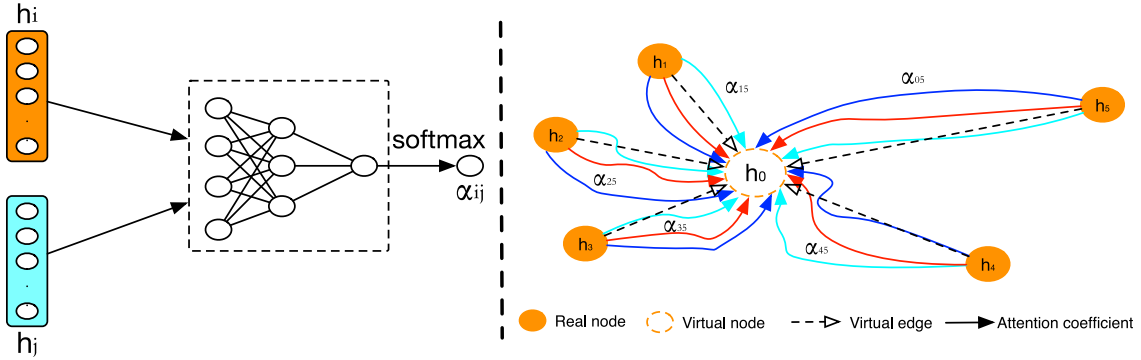 hi
hj
softmax
αij
h1
h2
h3
h4
h5
h0
α15
α25
α35
α45
α05
Real node
Virtual node
Virtual edge
Attention coefficient